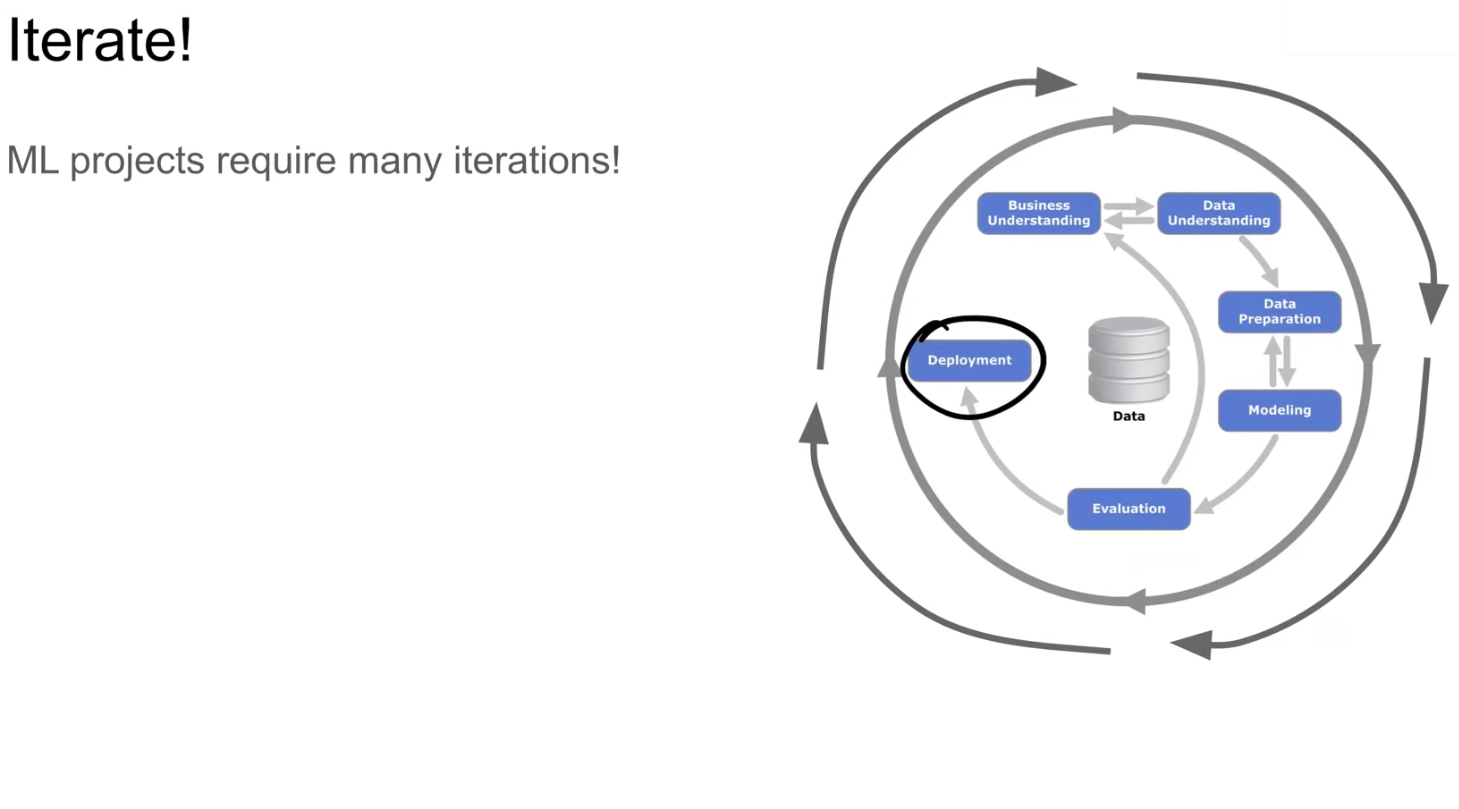 Iterate!
ML projects require many iterations!
Business
Understanding
Data
Understanding
Data
Preparation
Modeling
Deployment
Data
Evaluation